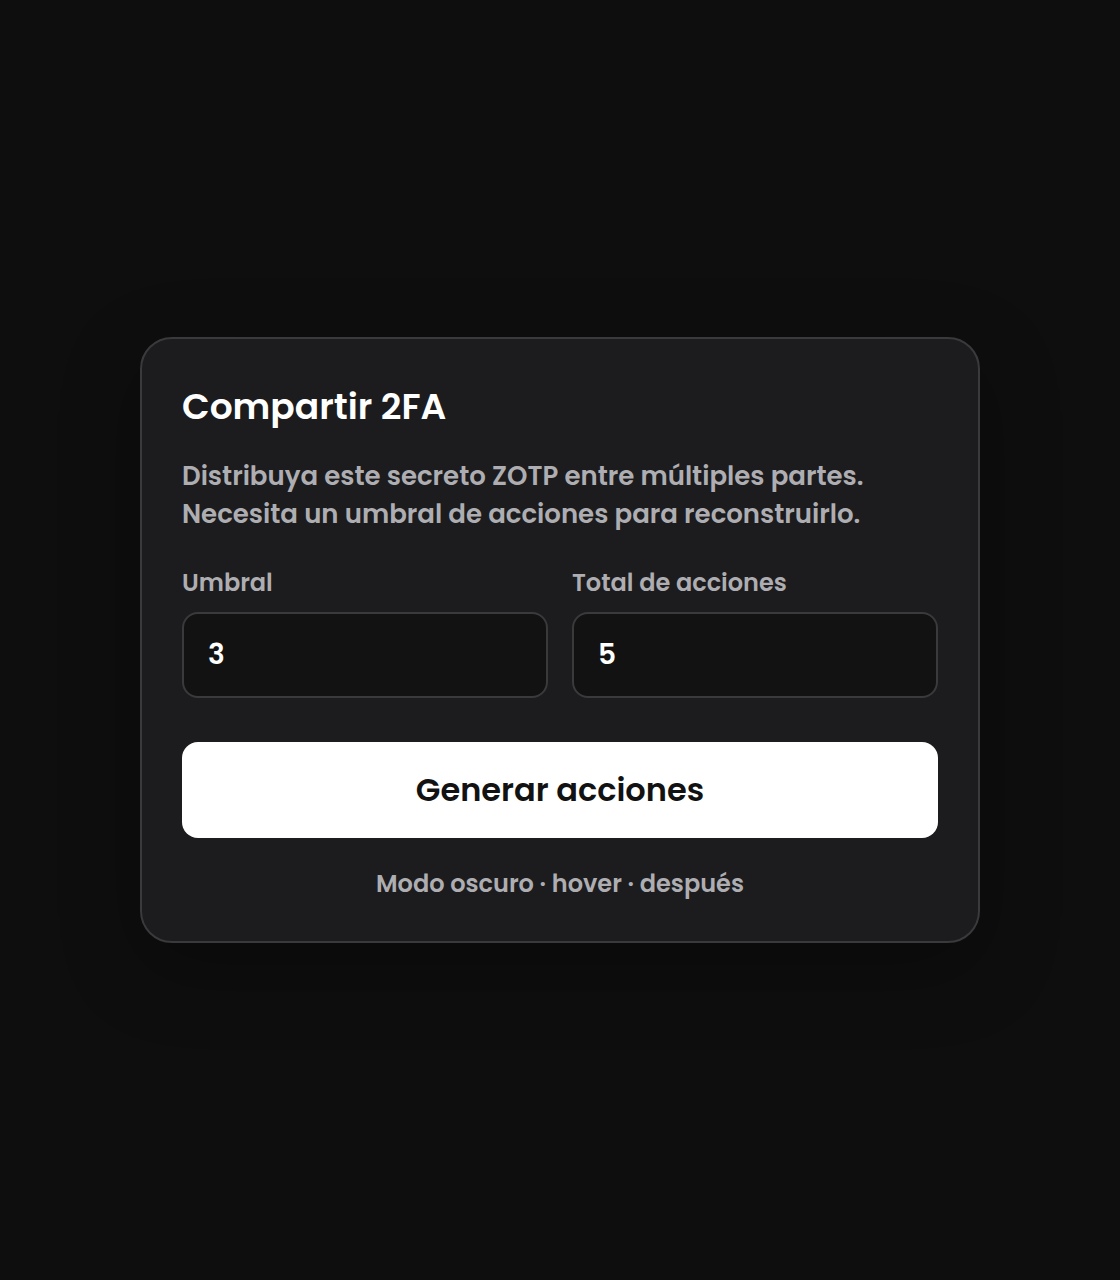 Compartir 2FA
Distribuya este secreto ZOTP entre múltiples partes.
Necesita un umbral de acciones para reconstruirlo.
Umbral
Total de acciones
3
5
Generar acciones
Modo oscuro · hover · después